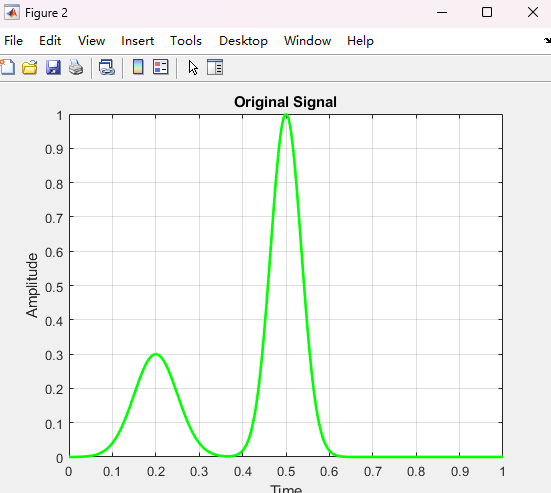 Figure 2
File Edit View Insert Tools Desktop Window Help
Original Signal
Amplitude
1
0.9
0.8
0.7
0.6
0.5
0.4
0.3
0.2
0.1
0
0 0.1 0.2 0.3 0.4 0.5 0.6 0.7 0.8 0.9 1
Time